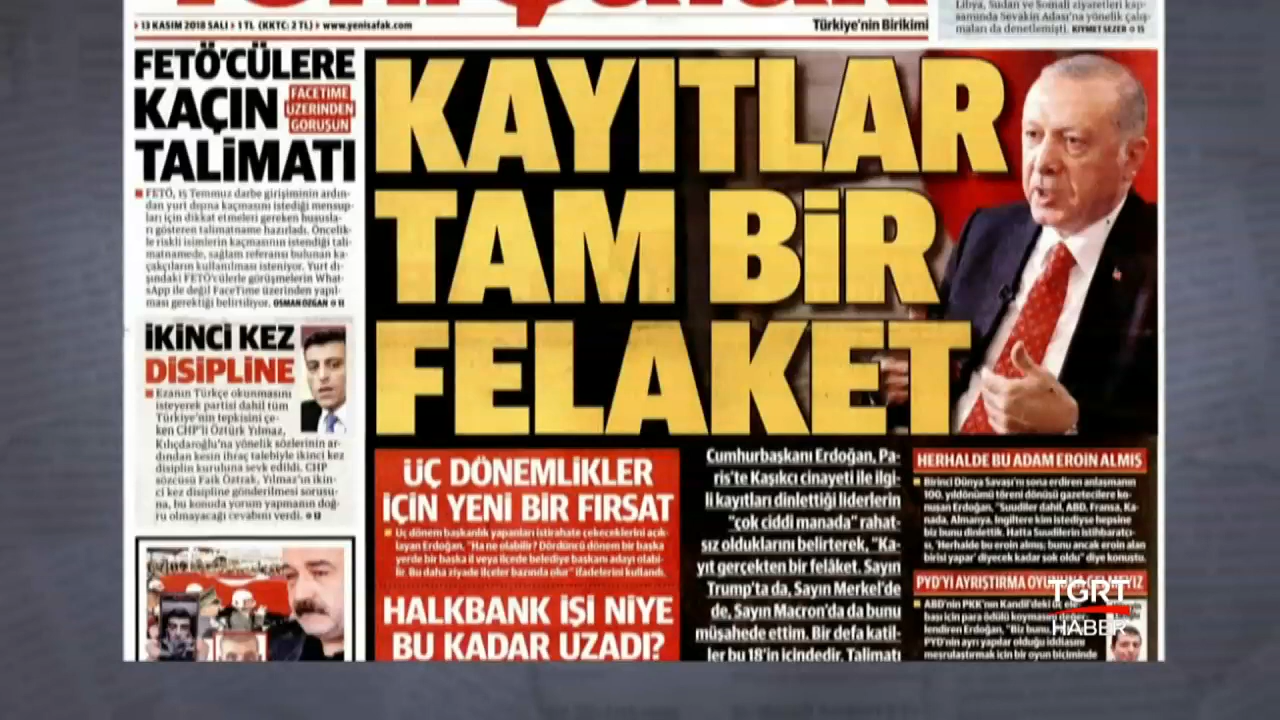 Libya, Sudan ve Somali ziyaretleri kap-
samında Sevakin Adası'na yönelik çalış-
maları da denetlemişti. KIYMET SEZER 15
13 KASIM 2018 SALI 1 TL (KKTC: 2 TL) www.yenisafak.com
Türkiye'nin Birikimi
FETÖ'CÜLERE
KAÇIN
TALİMATI
FACETIME
ÜZERİNDEN
GÖRÜŞÜN
FETÖ, 15 Temmuz darbe girişiminin ardın-
dan yurt dışına kaçmasını istediği mensup-
ları için dikkat etmeleri gereken hususla-
rı gösteren talimatname hazırladı. Öncelik-
le riskli isimlerin kaçmasının istendiği tali-
matnamede, sağlam referansı bulunan ka-
çakçıların kullanılması isteniyor. Yurt dı-
şındaki FETÖ'cülerle görüşmelerin What-
sApp ile değil FaceTime üzerinden yapıl-
ması gerektiği belirtiliyor. OSMAN ÖZGAN 11
İKİNCİ KEZ
DİSİPLİNE
Ezanın Türkçe okunmasını
isteyerek partisi dahil tüm
Türkiye'nin tepkisini çe-
ken CHP'li Öztürk Yılmaz,
Kılıçdaroğlu'na yönelik sözlerinin ar-
dından kesin ihraç talebiyle ikinci kez
disiplin kuruluna sevk edildi. CHP
sözcüsü Faik Öztrak, Yılmaz'ın ikin-
ci kez disipline gönderilmesi sorusu-
na, bu konuda yorum yapmanın doğ-
ru olmayacağı cevabını verdi. 12
KAYITLAR
TAM BİR
FELAKET
ÜÇ DÖNEMLİKLER
İÇİN YENİ BİR FIRSAT
Üç dönem başkanlık yapanları istirahate çekeceklerini açık-
layan Erdoğan, "Ha ne olabilir? Dördüncü dönem bir başka
yerde bir başka il veya ilçede belediye başkanı adayı olabi-
lir. Bu daha ziyade ilçeler bazında olur" ifadelerini kullandı.
HALKBANK İŞİ NİYE
BU KADAR UZADI?
Cumhurbaşkanı Erdoğan, Pa-
ris'te Kaşıkçı cinayeti ile ilgi-
li kayıtları dinlettiği liderlerin
"çok ciddi manada" rahat-
sız olduklarını belirterek, "Ka-
yıt gerçekten bir felâket. Sayın
Trump'ta da, Sayın Merkel'de
de, Sayın Macron'da da bunu
müşahede ettim. Bir defa katil-
ler bu 18'in içindedir. Talimatı
HERHALDE BU ADAM EROİN ALMIŞ
Birinci Dünya Savaşı'nı sona erdiren anlaşmanın
100. yıldönümü töreni dönüşü gazetecilere ko-
nuşan Erdoğan, "Suudiler dahil, ABD, Fransa, Ka-
nada, Almanya, İngiltere kim istediyse hepsine
biz bunu dinlettik. Hatta Suudilerin istihbaratçı-
sı, 'Herhalde bu eroin almış, bunu ancak eroin alan
birisi yapar' diyecek kadar şok oldu" diye konuştu.
PYD'Yİ AYRIŞTIRMA
ABD'nin PKK'nın Kandil'deki üç ele-
başı için para ödülü koymasını değer-
lendiren Erdoğan, "Biz bunu,
PYD'nin ayrı yapılar olduğu iddiasını
meşrulaştırmak için bir oyun biçiminde
TGRT
HABER